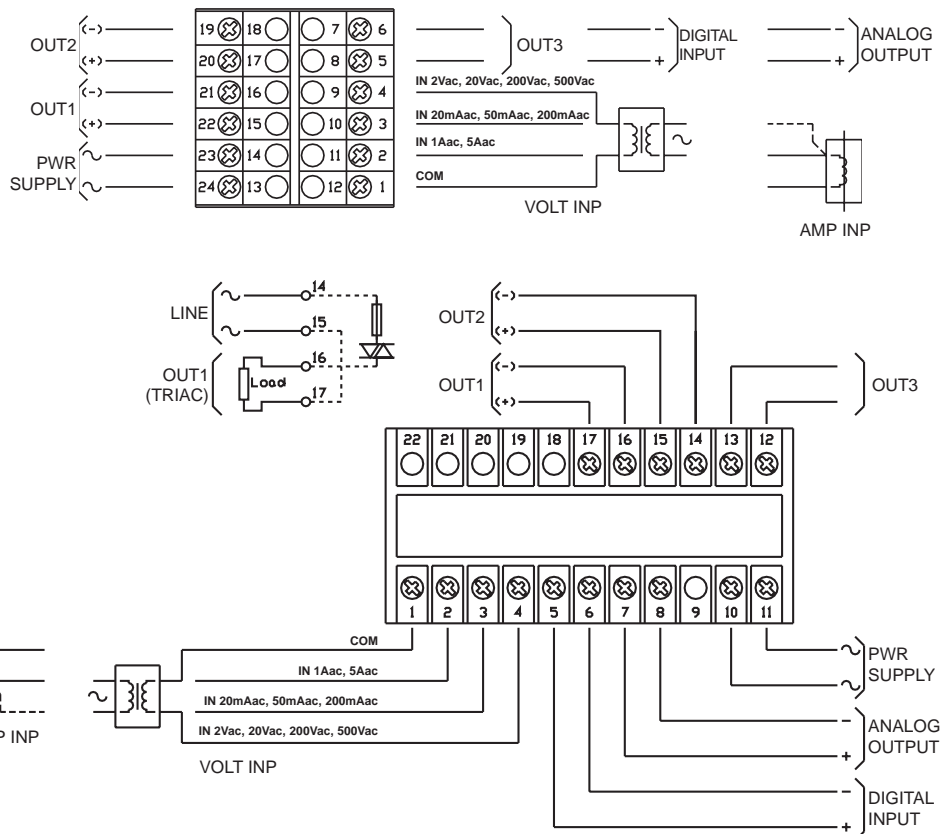 OUT2 (-) 19 18 7 6 OUT3 - DIGITAL INPUT - ANALOG OUTPUT
(+) 20 17 8 5 + +
OUT1 (-) 21 16 9 4 IN 2Vac, 20Vac, 200Vac, 500Vac
(+) 22 15 10 3 IN 20mAac, 50mAac, 200mAac
PWR SUPPLY 23 14 11 2 IN 1Aac, 5Aac
24 13 12 1 COM
VOLT INP
AMP INP
LINE
14
15
OUT1
(TRIAC)
Load
16
17
OUT2 (-)
(+)
OUT1 (-)
(+)
OUT3
22 21 20 19 18 17 16 15 14 13 12
1 2 3 4 5 6 7 8 9 10 11
COM
IN 1Aac, 5Aac
IN 20mAac, 50mAac, 200mAac
IN 2Vac, 20Vac, 200Vac, 500Vac
P INP
VOLT INP
PWR
SUPPLY
-
+
ANALOG
OUTPUT
-
+
DIGITAL
INPUT